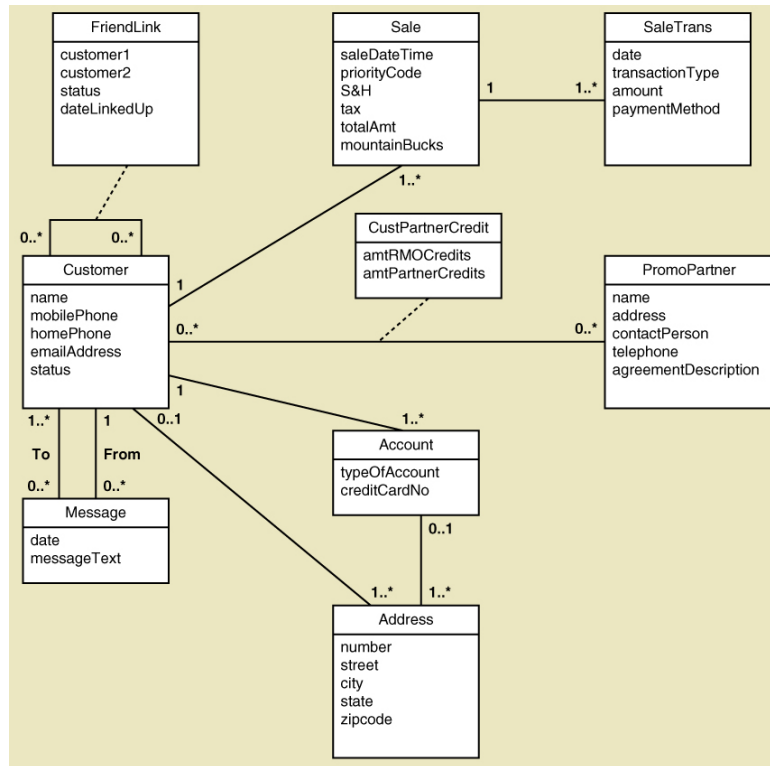 FriendLink
customer1
customer2
status
dateLinkedUp
Sale
saleDateTime
priorityCode
S&H
tax
totalAmt
mountainBucks
SaleTrans
date
transactionType
amount
paymentMethod
1
1..*
1..*
0..*
0..*
CustPartnerCredit
amtRMOCredits
amtPartnerCredits
Customer
name
mobilePhone
homePhone
emailAddress
status
1
0..*
0..*
PromoPartner
name
address
contactPerson
telephone
agreementDescription
1
0..1
1..*
1..*
1
To
From
0..*
0..*
Account
typeOfAccount
creditCardNo
Message
date
messageText
0..1
1..*
1..*
Address
number
street
city
state
zipcode